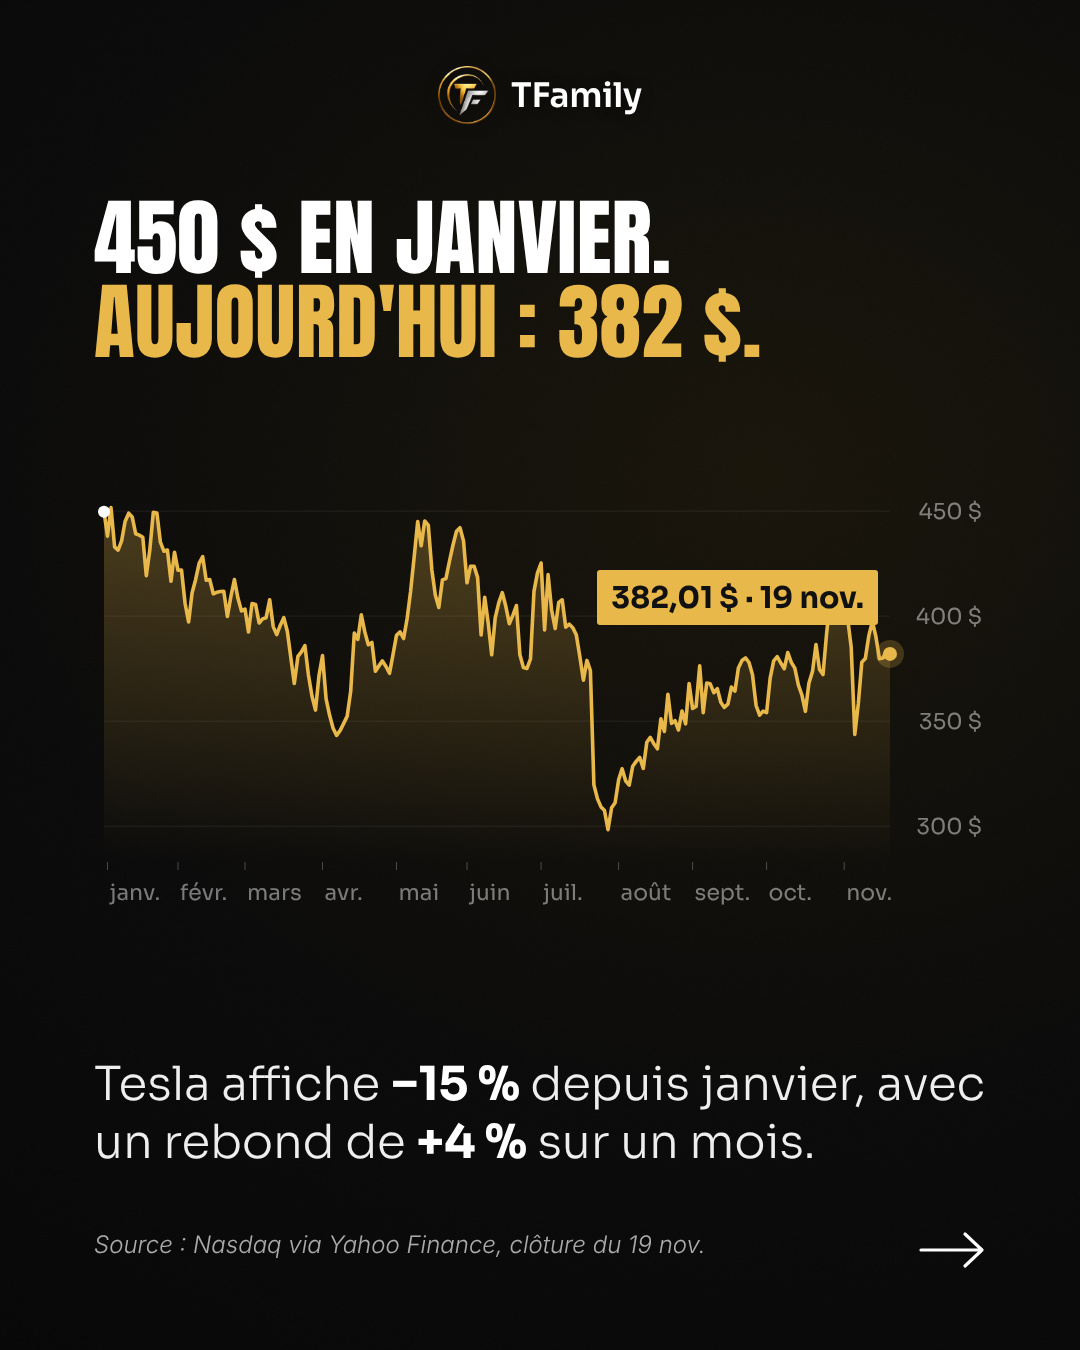 TFamily
450 $ EN JANVIER.
AUJOURD'HUI : 382 $.
450 $
382,01 $ · 19 nov.
400 $
350 $
300 $
janv. févr. mars avr. mai juin juil. août sept. oct. nov.
Tesla affiche −15 % depuis janvier, avec
un rebond de +4 % sur un mois.
Source : Nasdaq via Yahoo Finance, clôture du 19 nov.